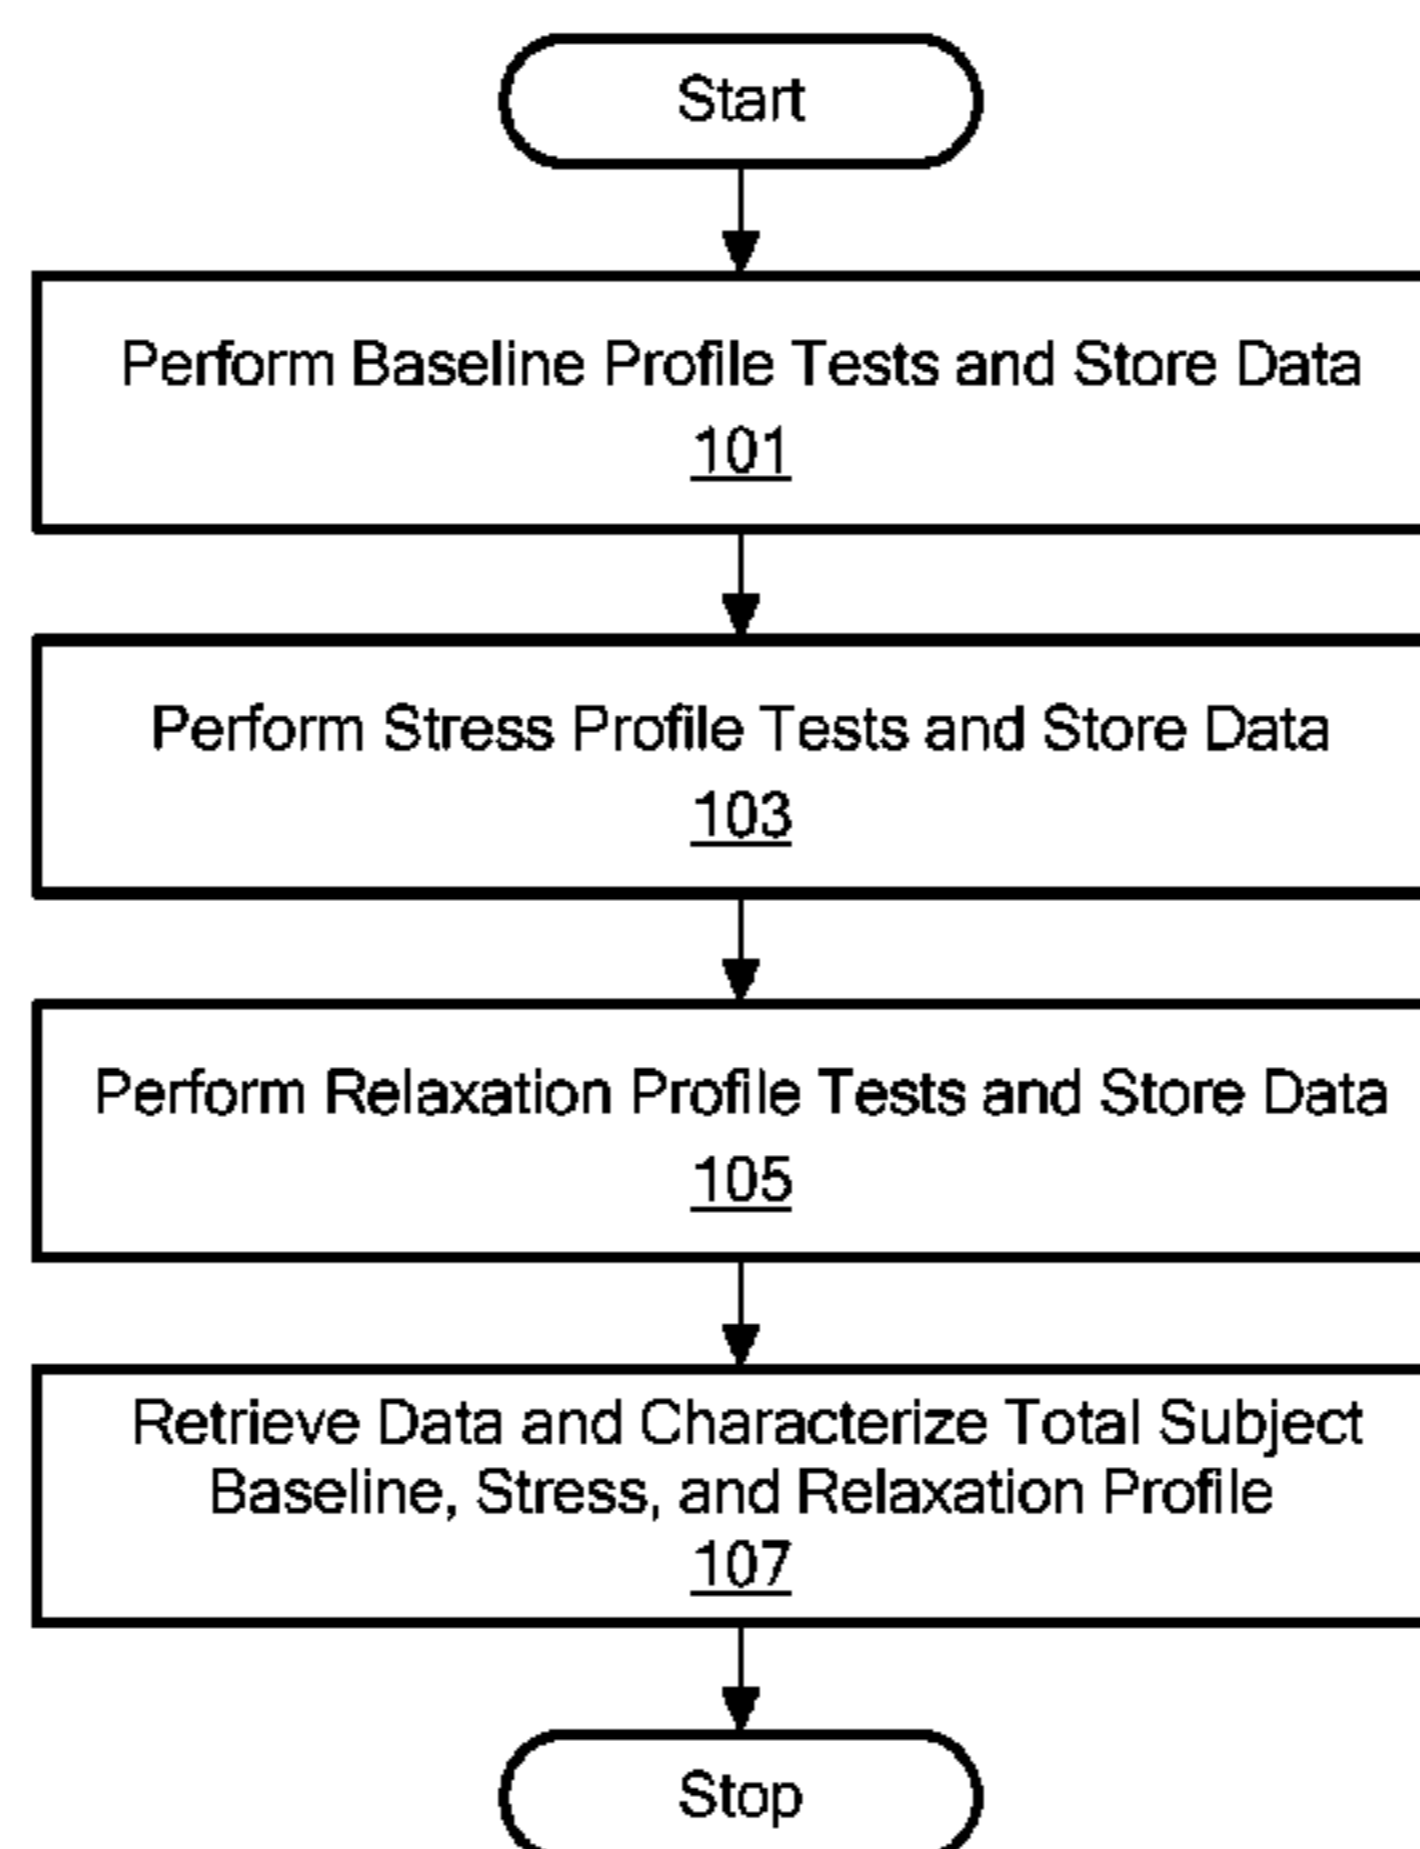 Start
Perform Baseline Profile Tests and Store Data
101
Perform Stress Profile Tests and Store Data
103
Perform Relaxation Profile Tests and Store Data
105
Retrieve Data and Characterize Total Subject
Baseline, Stress, and Relaxation Profile
107
Stop